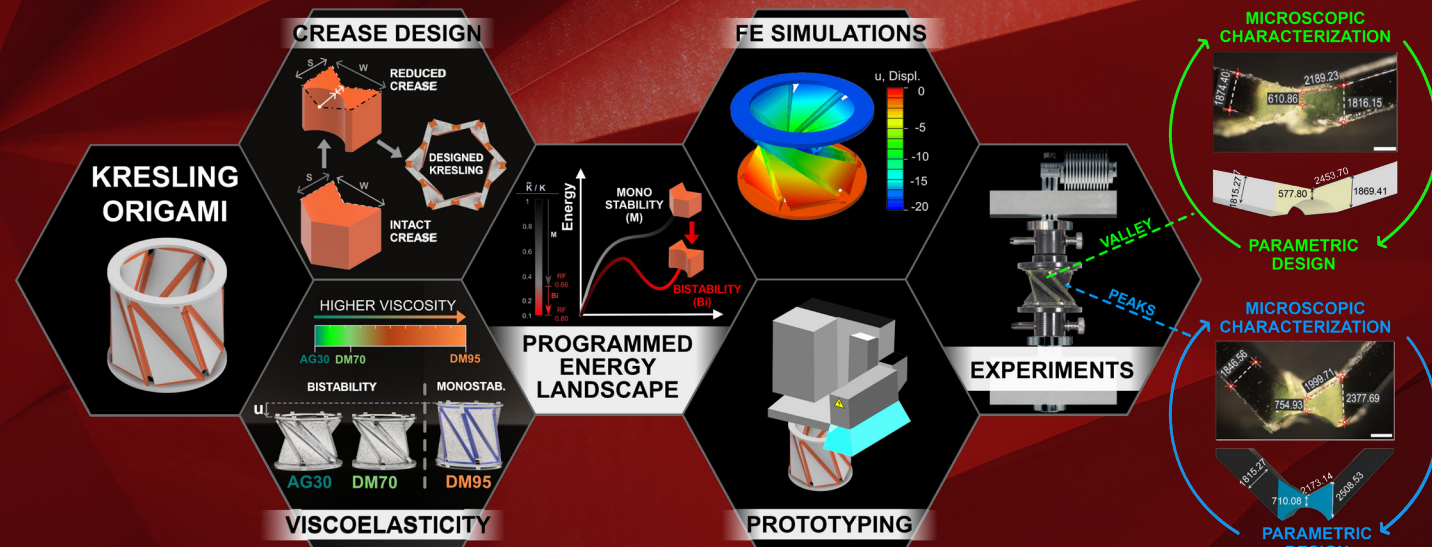 KRESLING
ORIGAMI
CREASE DESIGN
S
W
REDUCED
CREASE
DESIGNED
KRESLING
S
W
INTACT
CREASE
HIGHER VISCOSITY
AG30 DM70 DM95
BISTABILITY
MONOSTAB.
u
AG30 DM70 DM95
VISCOELASTICITY
K̃ / K
1
0.8
0.6
0.4
0.2
0.1
M
Bi
RF
0.66
RF
0.80
Energy
MONO
STABILITY
(M)
BISTABILITY
(Bi)
PROGRAMMED
ENERGY
LANDSCAPE
FE SIMULATIONS
u, Displ.
0
-5
-10
-15
-20
PROTOTYPING
EXPERIMENTS
VALLEY
PEAKS
MICROSCOPIC
CHARACTERIZATION
1874.40
2189.23
610.86
1816.15
1815.27
2453.70
577.80
1869.41
PARAMETRIC
DESIGN
MICROSCOPIC
CHARACTERIZATION
1846.56
1999.71
754.93
2377.69
1815.27
2173.14
710.08
2508.53
PARAMETRIC
DESIGN